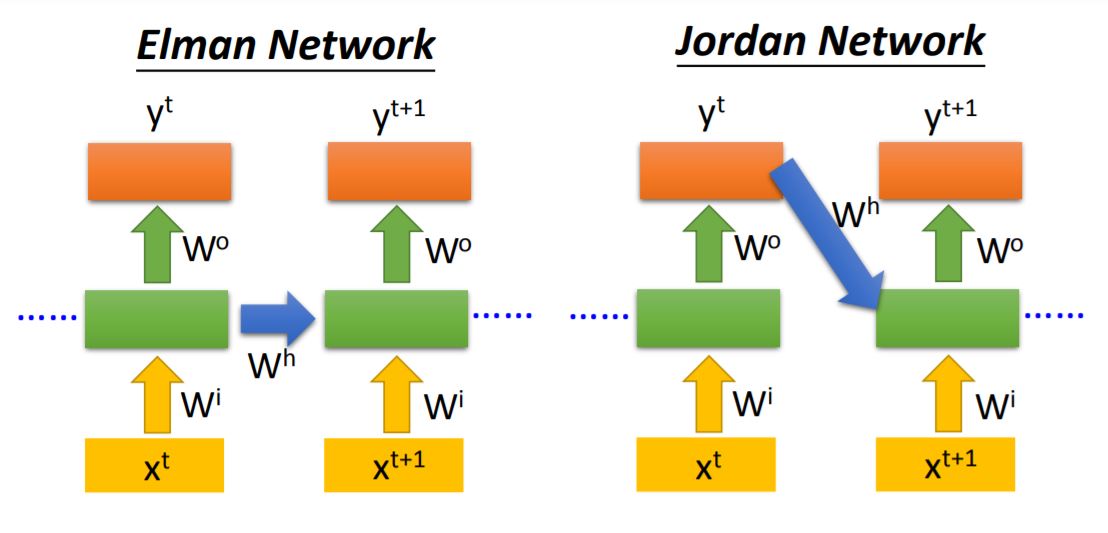 Elman Network
y^t
y^t+1
W^o
W^o
......
W^h
......
W^i
W^i
x^t
x^t+1
Jordan Network
y^t
y^t+1
W^h
W^o
W^o
......
......
W^i
W^i
x^t
x^t+1